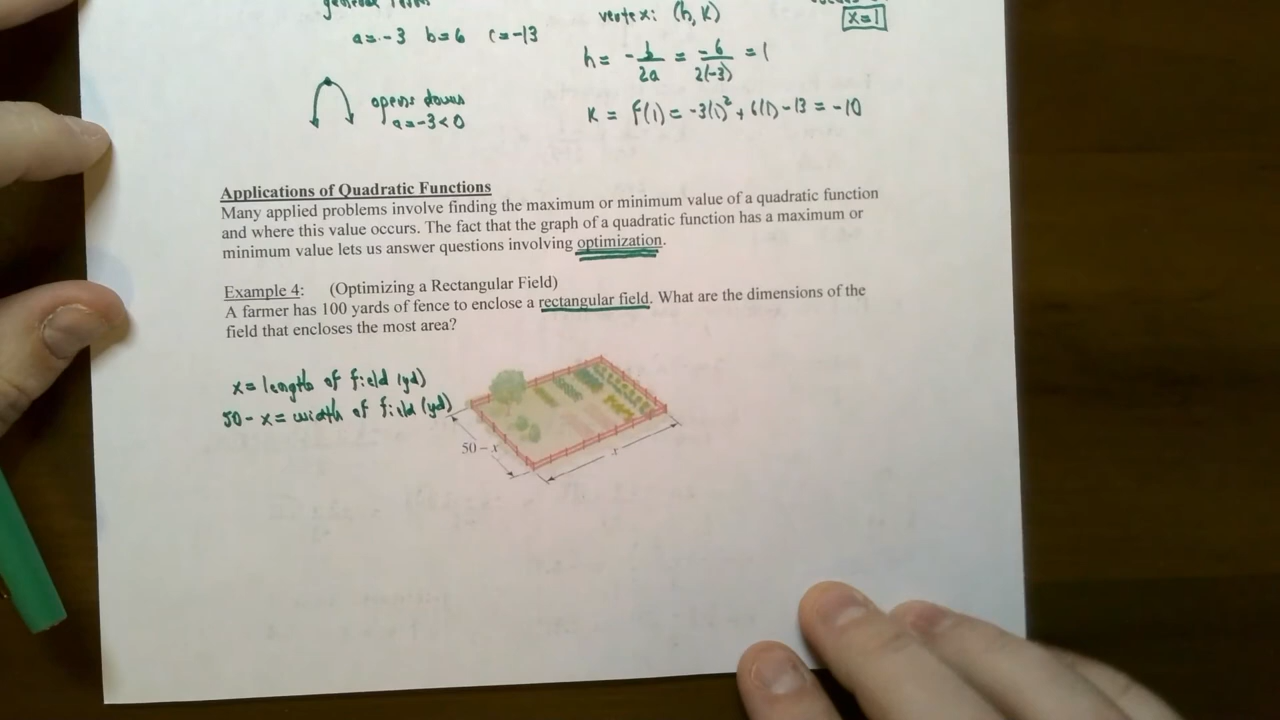 vertex: (h, k)
x=1
a=-3 b=6 c=-13
h = -b/2a = -6/2(-3) = 1
opens down
a=-3<0
k = f(1) = -3(1)²+6(1)-13 = -10
Applications of Quadratic Functions
Many applied problems involve finding the maximum or minimum value of a quadratic function
and where this value occurs. The fact that the graph of a quadratic function has a maximum or
minimum value lets us answer questions involving optimization.
Example 4: (Optimizing a Rectangular Field)
A farmer has 100 yards of fence to enclose a rectangular field. What are the dimensions of the
field that encloses the most area?
x = length of field (yd)
50 - x = width of field (yd)
50 – x
x